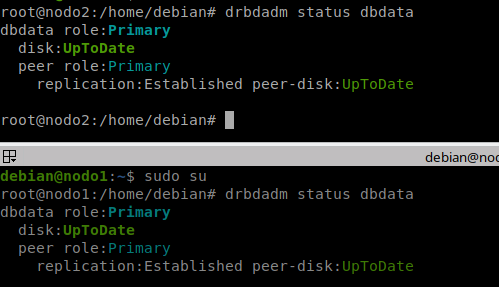 root@nodo2:/home/debian# drbdadm status dbdata
dbdata role:Primary
  disk:UpToDate
  peer role:Primary
    replication:Established peer-disk:UpToDate

root@nodo2:/home/debian#
debian@no
debian@nodo1:~$ sudo su
root@nodo1:/home/debian# drbdadm status dbdata
dbdata role:Primary
  disk:UpToDate
  peer role:Primary
    replication:Established peer-disk:UpToDate